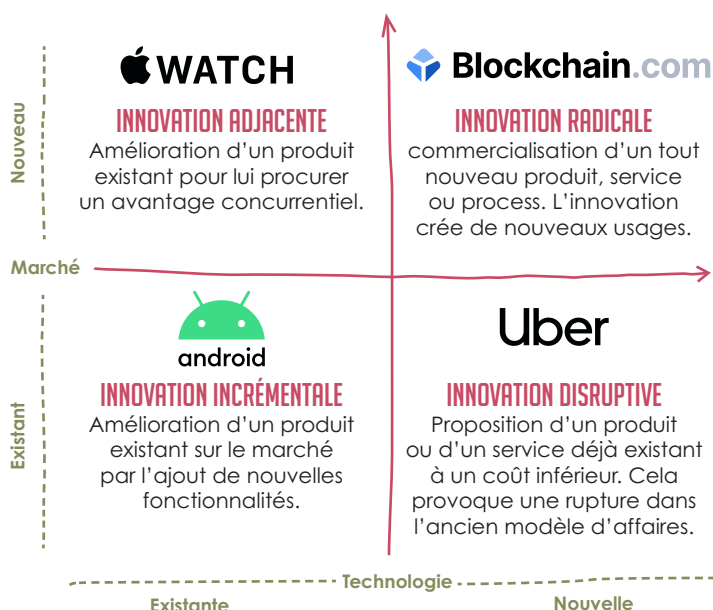 WATCH
INNOVATION ADJACENTE
Amélioration d’un produit
existant pour lui procurer
un avantage concurrentiel.
Blockchain.com
INNOVATION RADICALE
commercialisation d’un tout
nouveau produit, service
ou process. L’innovation
crée de nouveaux usages.
Nouveau
Marché
android
INNOVATION INCRÉMENTALE
Amélioration d’un produit
existant sur le marché
par l’ajout de nouvelles
fonctionnalités.
Uber
INNOVATION DISRUPTIVE
Proposition d’un produit
ou d’un service déjà existant
à un coût inférieur. Cela
provoque une rupture dans
l’ancien modèle d’affaires.
Existant
Technologie
Existante
Nouvelle